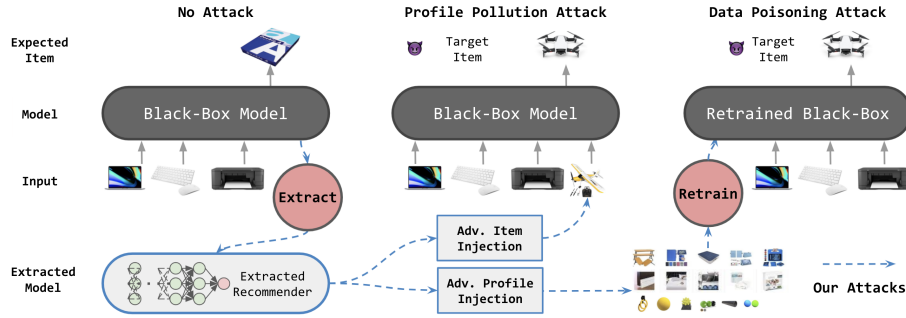 No Attack
Profile Pollution Attack
Data Poisoning Attack
Expected
Item
Target
Item
Target
Item
Model
Black-Box Model
Black-Box Model
Retrained Black-Box
Input
Extract
Retrain
Adv. Item
Injection
Extracted
Model
Extracted
Recommender
Adv. Profile
Injection
Our Attacks